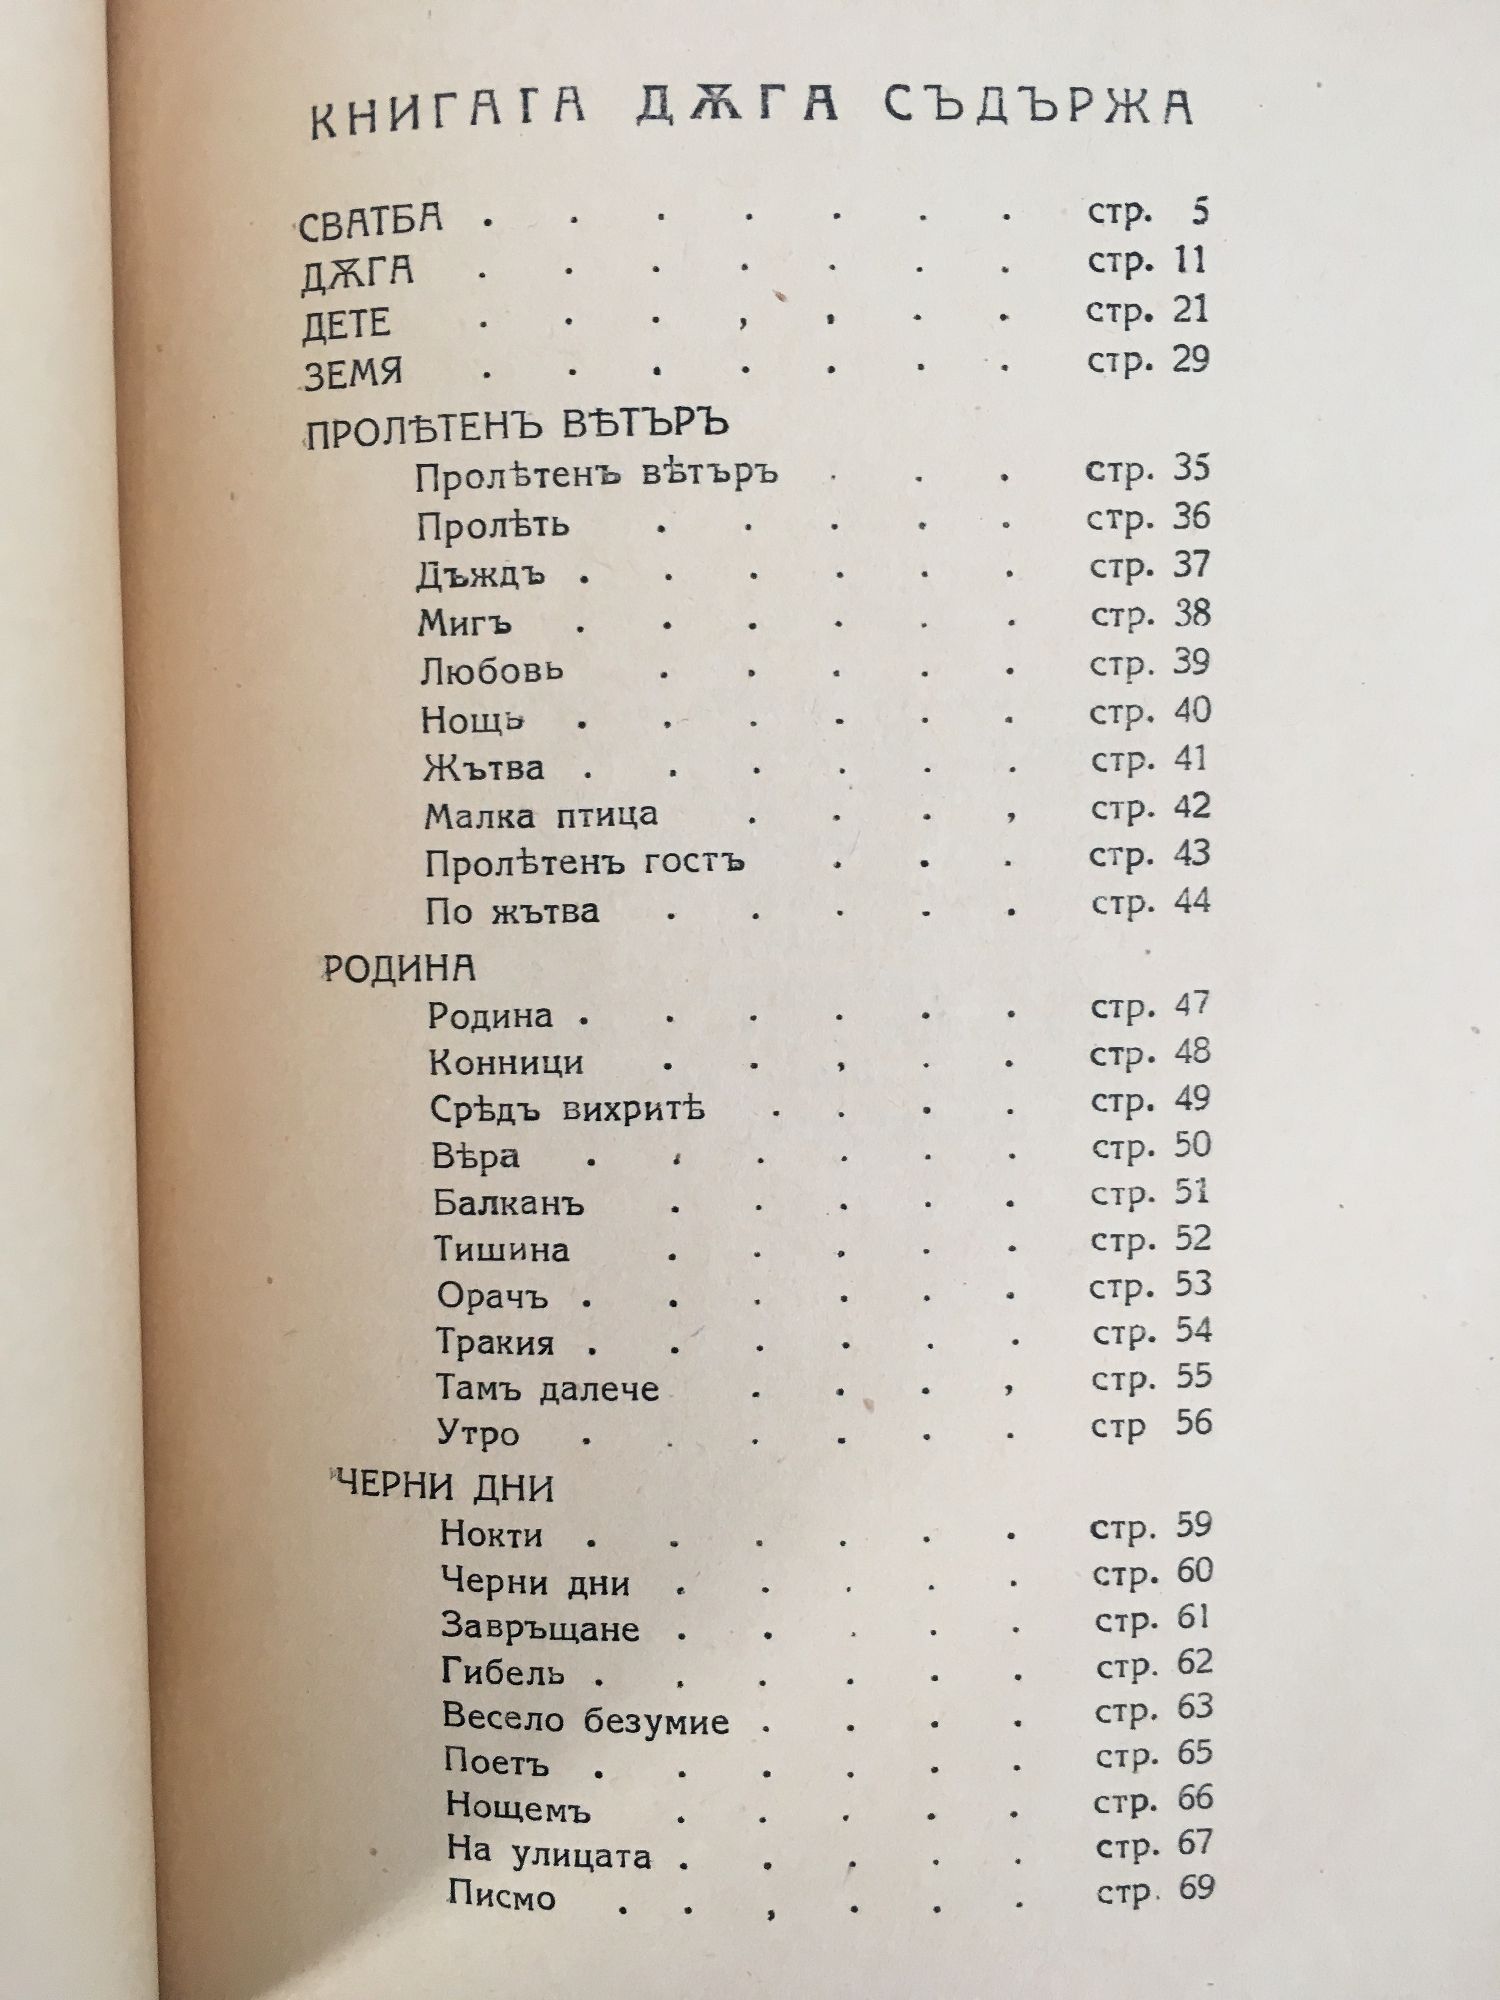 КНИГАТА ДѪГА СЪДЪРЖА
СВАТБА . . . . . . . стр. 5
ДѪГА . . . . . . . стр. 11
ДЕТЕ . . . , . . . стр. 21
ЗЕМЯ . . . . . . . стр. 29
ПРОЛѢТЕНЪ ВѢТЪРЪ
Пролѣтенъ вѣтъръ . . . стр. 35
Пролѣть . . . . . стр. 36
Дъждъ . . . . . . стр. 37
Мигъ . . . . . . стр. 38
Любовь . . . . . стр. 39
Нощь . . . . . . стр. 40
Жътва . . . . . . стр. 41
Малка птица . . . , стр. 42
Пролѣтенъ гостъ . . . стр. 43
По жътва . . . . . стр. 44
РОДИНА
Родина . . . . . . стр. 47
Конници . . , . . стр. 48
Срѣдъ вихритѣ . . . . стр. 49
Вѣра . . . . . . стр. 50
Балканъ . . . . . стр. 51
Тишина . . . . . стр. 52
Орачъ . . . . . . стр. 53
Тракия . . . . . . стр. 54
Тамъ далече . . . , стр. 55
Утро . . . . . . стр 56
ЧЕРНИ ДНИ
Нокти . . . . . . стр. 59
Черни дни . . . . . стр. 60
Завръщане . . . . . стр. 61
Гибель . . . . . . стр. 62
Весело безумие . . . . стр. 63
Поетъ . . . . . . стр. 65
Нощемъ . . . . . стр. 66
На улицата . . . . . стр. 67
Писмо . . , . . . стр. 69